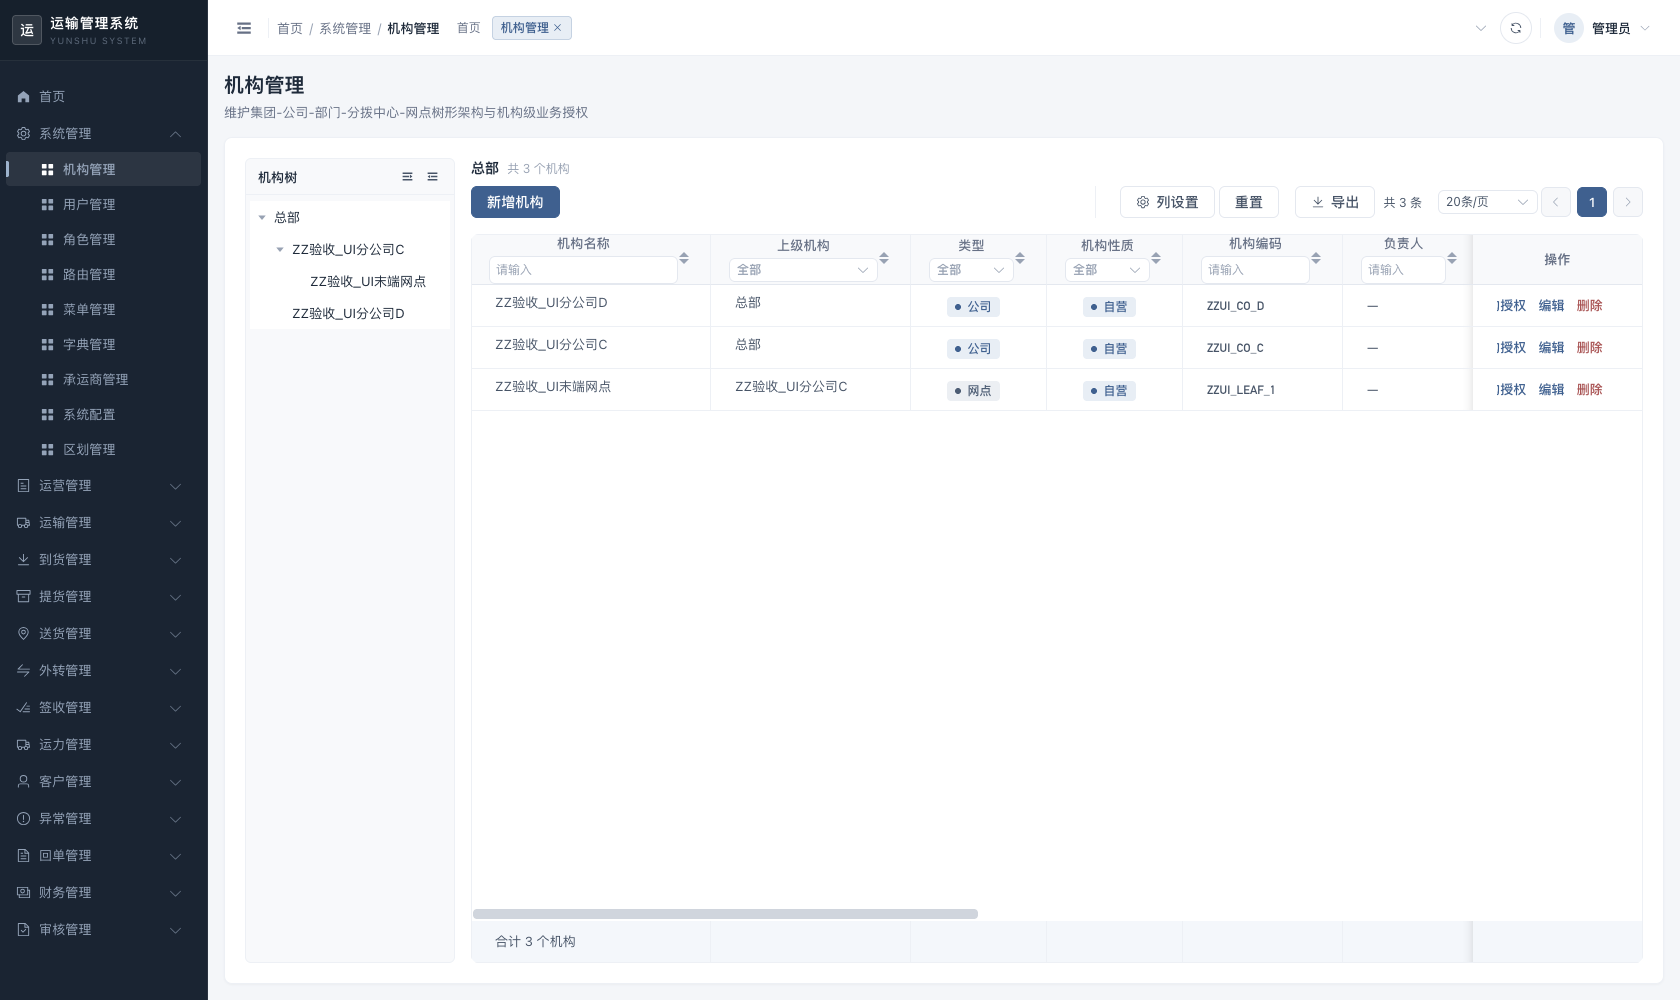 运 运输管理系统
YUNSHU SYSTEM
首页
系统管理
机构管理
用户管理
角色管理
路由管理
菜单管理
字典管理
承运商管理
系统配置
区划管理
运营管理
运输管理
到货管理
提货管理
送货管理
外转管理
签收管理
运力管理
客户管理
异常管理
回单管理
财务管理
审核管理
首页 / 系统管理 / 机构管理 首页 机构管理 ×
管 管理员
机构管理
维护集团-公司-部门-分拨中心-网点树形架构与机构级业务授权
机构树
总部
ZZ验收_UI分公司C
ZZ验收_UI末端网点
ZZ验收_UI分公司D
总部 共 3 个机构
新增机构 列设置 重置 导出 共 3 条 20条/页 1
机构名称 上级机构 类型 机构性质 机构编码 负责人 操作
请输入 全部 全部 全部 请输入 请输入
ZZ验收_UI分公司D 总部 公司 自营 ZZUI_CO_D — 授权 编辑 删除
ZZ验收_UI分公司C 总部 公司 自营 ZZUI_CO_C — 授权 编辑 删除
ZZ验收_UI末端网点 ZZ验收_UI分公司C 网点 自营 ZZUI_LEAF_1 — 授权 编辑 删除
合计 3 个机构